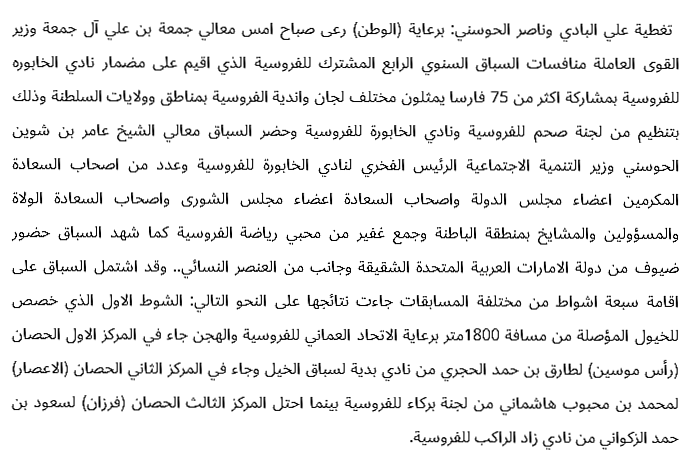 تغطية علي البادي وناصر الحوسني: برعاية (الوطن) رعى صباح امس معالي جمعة بن علي آل جمعة وزير
القوى العاملة منافسات السباق السنوي الرابع المشترك للفروسية الذي اقيم على مضمار نادي الخابوره
للفروسية بمشاركة اكثر من 75 فارسا يمثلون مختلف لجان واندية الفروسية بمناطق وولايات السلطنة وذلك
بتنظيم من لجنة صحم للفروسية ونادي الخابورة للفروسية وحضر السباق معالي الشيخ عامر بن شوين
الحوسني وزير التنمية الاجتماعية الرئيس الفخري لنادي الخابورة للفروسية وعدد من اصحاب السعادة
المكرمين اعضاء مجلس الدولة واصحاب السعادة اعضاء مجلس الشورى واصحاب السعادة الولاة
والمسؤولين والمشايخ بمنطقة الباطنة وجمع غفير من محبي رياضة الفروسية كما شهد السباق حضور
ضيوف من دولة الامارات العربية المتحدة الشقيقة وجانب من العنصر النسائي.. وقد اشتمل السباق على
اقامة سبعة اشواط من مختلفة المسابقات جاءت نتائجها على النحو التالي: الشوط الاول الذي خصص
للخيول المؤصلة من مسافة 1800متر برعاية الاتحاد العماني للفروسية والهجن جاء في المركز الاول الحصان
(رأس موسين) لطارق بن حمد الحجري من نادي بدية لسباق الخيل وجاء في المركز الثاني الحصان (الاعصار)
لمحمد بن محبوب هاشماني من لجنة بركاء للفروسية بينما احتل المركز الثالث الحصان (فرزان) لسعود بن
حمد الزكواني من نادي زاد الراكب للفروسية.